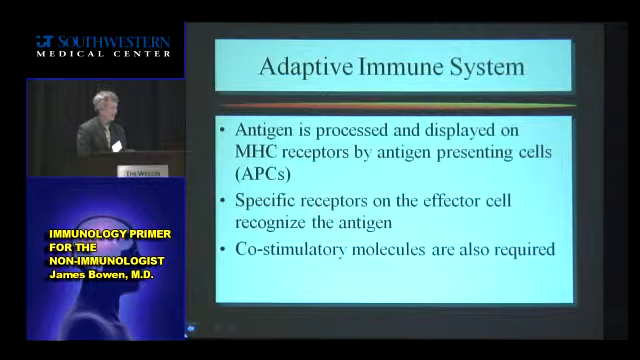 UT SOUTHWESTERN
MEDICAL CENTER
THE WESTIN
IMMUNOLOGY PRIMER
FOR THE
NON-IMMUNOLOGIST
James Bowen, M.D.
Adaptive Immune System
• Antigen is processed and displayed on
MHC receptors by antigen presenting cells
(APCs)
• Specific receptors on the effector cell
recognize the antigen
• Co-stimulatory molecules are also required